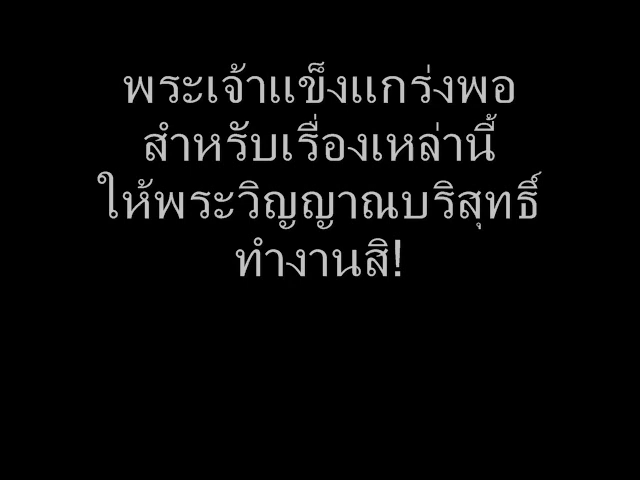 พระเจ้าแข็งแกร่งพอ
สำหรับเรื่องเหล่านี้
ให้พระวิญญาณบริสุทธิ์
ทำงานสิ!